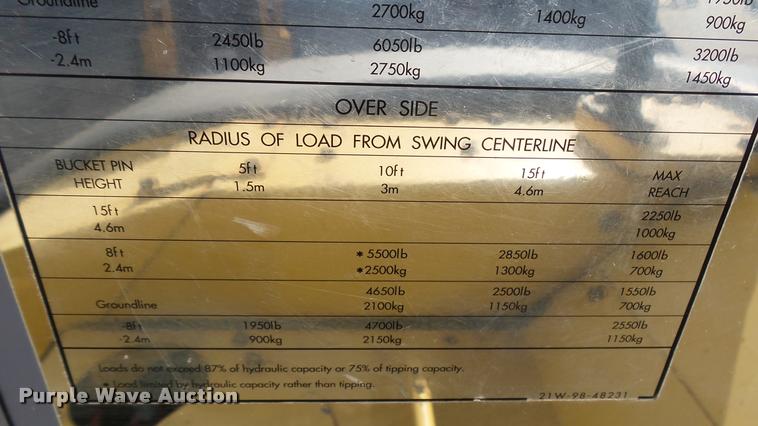 Groundline 2700kg 1400kg 1950lb
900kg
-8ft 2450lb 6050lb 3200lb
-2.4m 1100kg 2750kg 1450kg
OVER SIDE
RADIUS OF LOAD FROM SWING CENTERLINE
BUCKET PIN 5ft 10ft 15ft MAX
HEIGHT 1.5m 3m 4.6m REACH
15ft 2250lb
4.6m 1000kg
8ft *5500lb 2850lb 1600lb
2.4m *2500kg 1300kg 700kg
4650lb 2500lb 1550lb
Groundline 2100kg 1150kg 700kg
-8ft 1950lb 4700lb 2550lb
-2.4m 900kg 2150kg 1150kg
Loads do not exceed 87% of hydraulic capacity or 75% of tipping capacity.
* Load limited by hydraulic capacity rather than tipping.
21W-98-48231
Purple Wave Auction